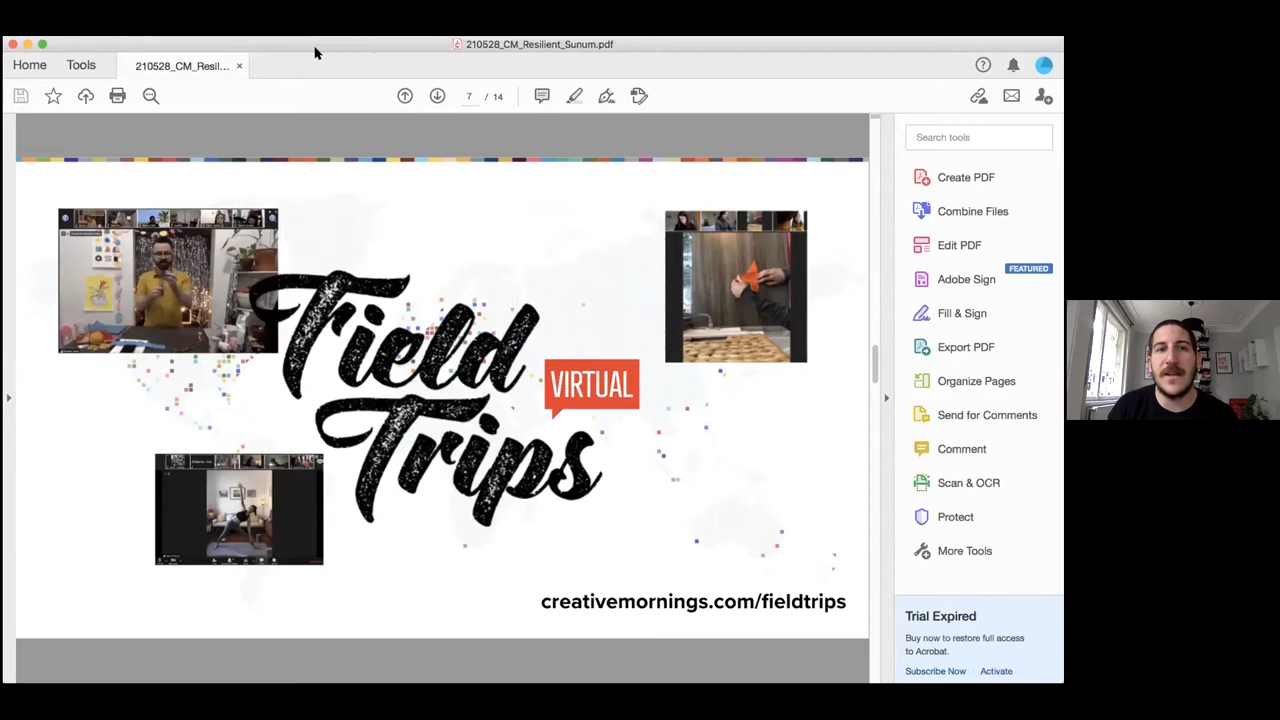 210528_CM_Resilient_Sunum.pdf
Home
Tools
210528_CM_Resil...
7 / 14
Search tools
Create PDF
Combine Files
Edit PDF
FEATURED
Adobe Sign
Fill & Sign
Export PDF
Organize Pages
Send for Comments
Comment
Scan & OCR
Protect
More Tools
Trial Expired
Buy now to restore full access
to Acrobat.
Subscribe Now
Activate
Field
VIRTUAL
Trips
creativemornings.com/fieldtrips